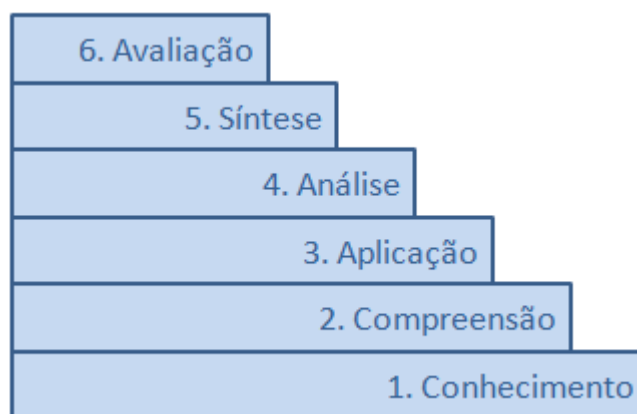 6. Avaliação
5. Síntese
4. Análise
3. Aplicação
2. Compreensão
1. Conhecimento